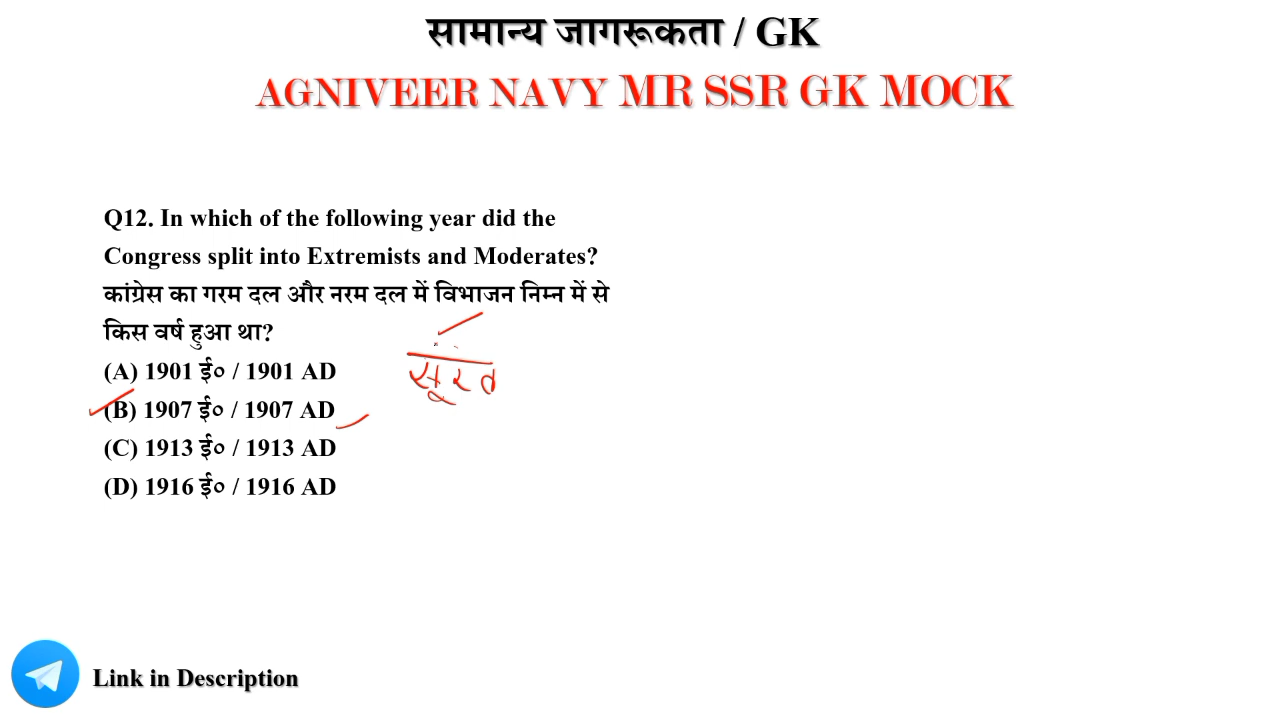 सामान्य जागरूकता / GK
AGNIVEER NAVY MR SSR GK MOCK
Q12. In which of the following year did the
Congress split into Extremists and Moderates?
कांग्रेस का गरम दल और नरम दल में विभाजन निम्न में से
किस वर्ष हुआ था?
(A) 1901 ई० / 1901 AD
(B) 1907 ई० / 1907 AD
(C) 1913 ई० / 1913 AD
(D) 1916 ई० / 1916 AD
सूरत
Link in Description